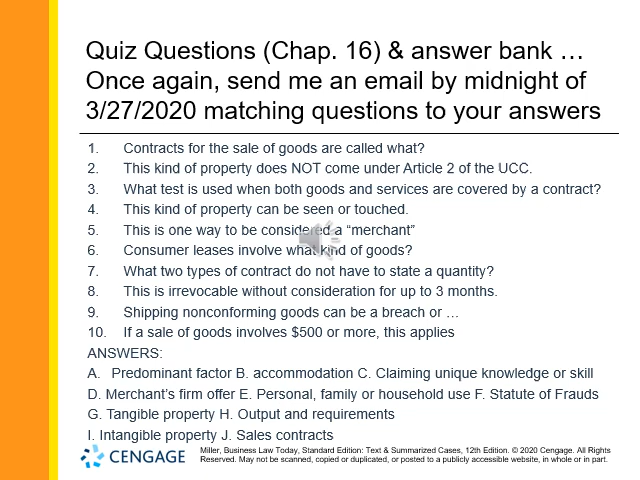 Quiz Questions (Chap. 16) & answer bank …
Once again, send me an email by midnight of
3/27/2020 matching questions to your answers
1. Contracts for the sale of goods are called what?
2. This kind of property does NOT come under Article 2 of the UCC.
3. What test is used when both goods and services are covered by a contract?
4. This kind of property can be seen or touched.
5. This is one way to be considered a “merchant”
6. Consumer leases involve what kind of goods?
7. What two types of contract do not have to state a quantity?
8. This is irrevocable without consideration for up to 3 months.
9. Shipping nonconforming goods can be a breach or …
10. If a sale of goods involves $500 or more, this applies
ANSWERS:
A. Predominant factor B. accommodation C. Claiming unique knowledge or skill
D. Merchant’s firm offer E. Personal, family or household use F. Statute of Frauds
G. Tangible property H. Output and requirements
I. Intangible property J. Sales contracts
CENGAGE
Miller, Business Law Today, Standard Edition: Text & Summarized Cases, 12th Edition. © 2020 Cengage. All Rights
Reserved. May not be scanned, copied or duplicated, or posted to a publicly accessible website, in whole or in part.